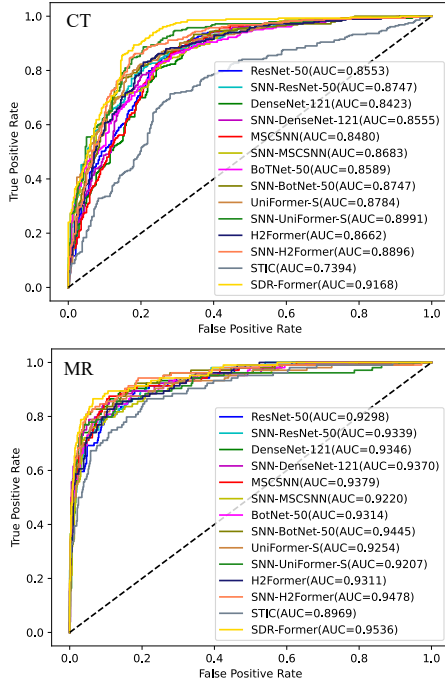 CT
1.0
0.8
0.6
0.4
0.2
0.0
True Positive Rate
ResNet-50(AUC=0.8553)
SNN-ResNet-50(AUC=0.8747)
DenseNet-121(AUC=0.8423)
SNN-DenseNet-121(AUC=0.8555)
MSCSNN(AUC=0.8480)
SNN-MSCSNN(AUC=0.8683)
BoTNet-50(AUC=0.8589)
SNN-BotNet-50(AUC=0.8747)
UniFormer-S(AUC=0.8784)
SNN-UniFormer-S(AUC=0.8991)
H2Former(AUC=0.8662)
SNN-H2Former(AUC=0.8896)
STIC(AUC=0.7394)
SDR-Former(AUC=0.9168)
0.0 0.2 0.4 0.6 0.8 1.0
False Positive Rate
MR
1.0
0.8
0.6
0.4
0.2
0.0
True Positive Rate
ResNet-50(AUC=0.9298)
SNN-ResNet-50(AUC=0.9339)
DenseNet-121(AUC=0.9346)
SNN-DenseNet-121(AUC=0.9370)
MSCSNN(AUC=0.9379)
SNN-MSCSNN(AUC=0.9220)
BotNet-50(AUC=0.9314)
SNN-BotNet-50(AUC=0.9445)
UniFormer-S(AUC=0.9254)
SNN-UniFormer-S(AUC=0.9207)
H2Former(AUC=0.9311)
SNN-H2Former(AUC=0.9478)
STIC(AUC=0.8969)
SDR-Former(AUC=0.9536)
0.0 0.2 0.4 0.6 0.8 1.0
False Positive Rate